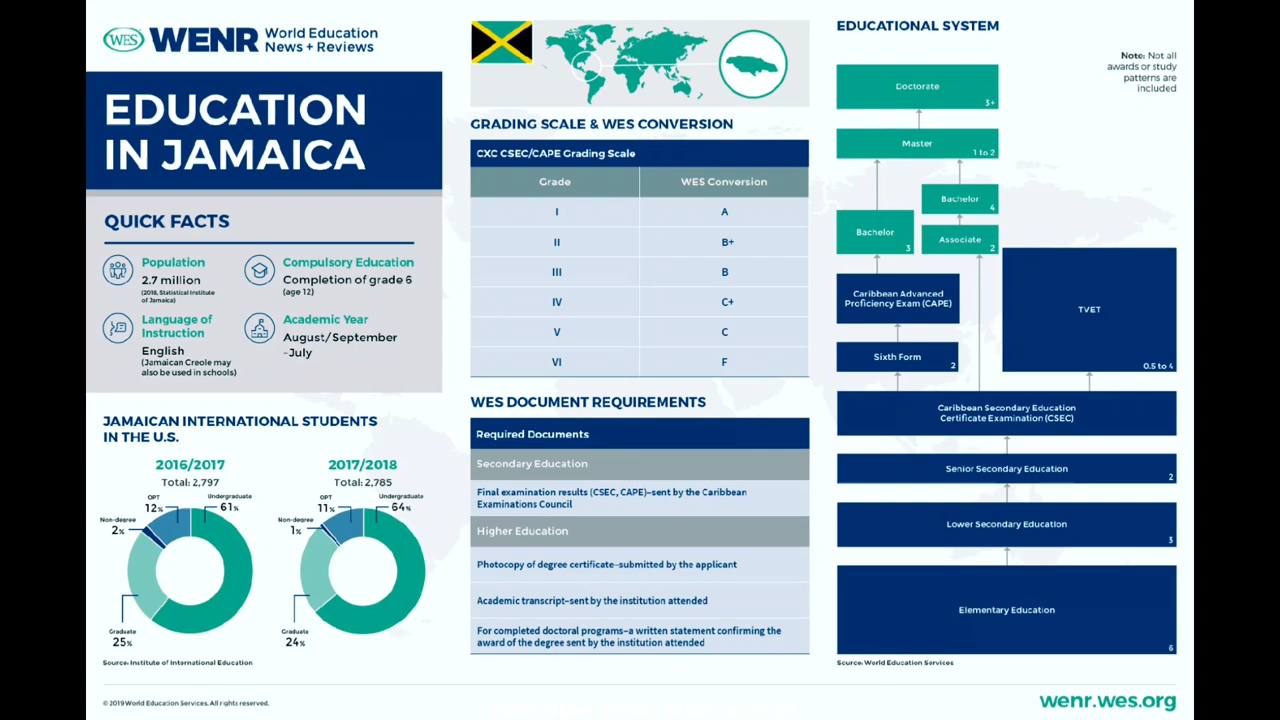 WES WENR World Education
News + Reviews
EDUCATION
IN JAMAICA
QUICK FACTS
Population
2.7 million
(2018, Statistical Institute
of Jamaica)
Compulsory Education
Completion of grade 6
(age 12)
Language of
Instruction
English
(Jamaican Creole may
also be used in schools)
Academic Year
August/September
–July
JAMAICAN INTERNATIONAL STUDENTS
IN THE U.S.
2016/2017
Total: 2,797
OPT
12%
Undergraduate
61%
Non-degree
2%
Graduate
25%
2017/2018
Total: 2,785
OPT
11%
Undergraduate
64%
Non-degree
1%
Graduate
24%
Source: Institute of International Education
GRADING SCALE & WES CONVERSION
CXC CSEC/CAPE Grading Scale
Grade WES Conversion
I A
II B+
III B
IV C+
V C
VI F
WES DOCUMENT REQUIREMENTS
Required Documents
Secondary Education
Final examination results (CSEC, CAPE)–sent by the Caribbean
Examinations Council
Higher Education
Photocopy of degree certificate–submitted by the applicant
Academic transcript–sent by the institution attended
For completed doctoral programs–a written statement confirming the
award of the degree sent by the institution attended
EDUCATIONAL SYSTEM
Note: Not all
awards or study
patterns are
included
Doctorate
3+
Master
1 to 2
Bachelor
4
Bachelor
3
Associate
2
Caribbean Advanced
Proficiency Exam (CAPE)
TVET
0.5 to 4
Sixth Form
2
Caribbean Secondary Education
Certificate Examination (CSEC)
Senior Secondary Education
2
Lower Secondary Education
3
Elementary Education
6
Source: World Education Services
© 2019 World Education Services. All rights reserved.
wenr.wes.org